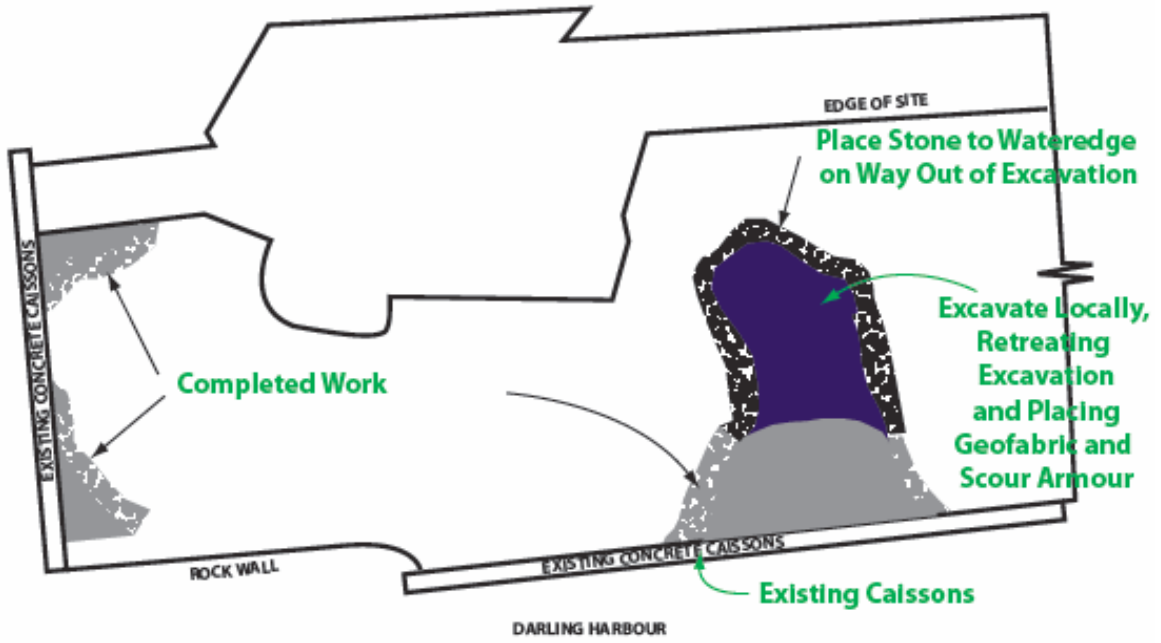 EDGE OF SITE
Place Stone to Wateredge
on Way Out of Excavation
EXISTING CONCRETE CAISSONS
Excavate Locally,
Retreating
Excavation
and Placing
Geofabric and
Scour Armour
Completed Work
EXISTING CONCRETE CAISSONS
ROCK WALL
Existing Caissons
DARLING HARBOUR